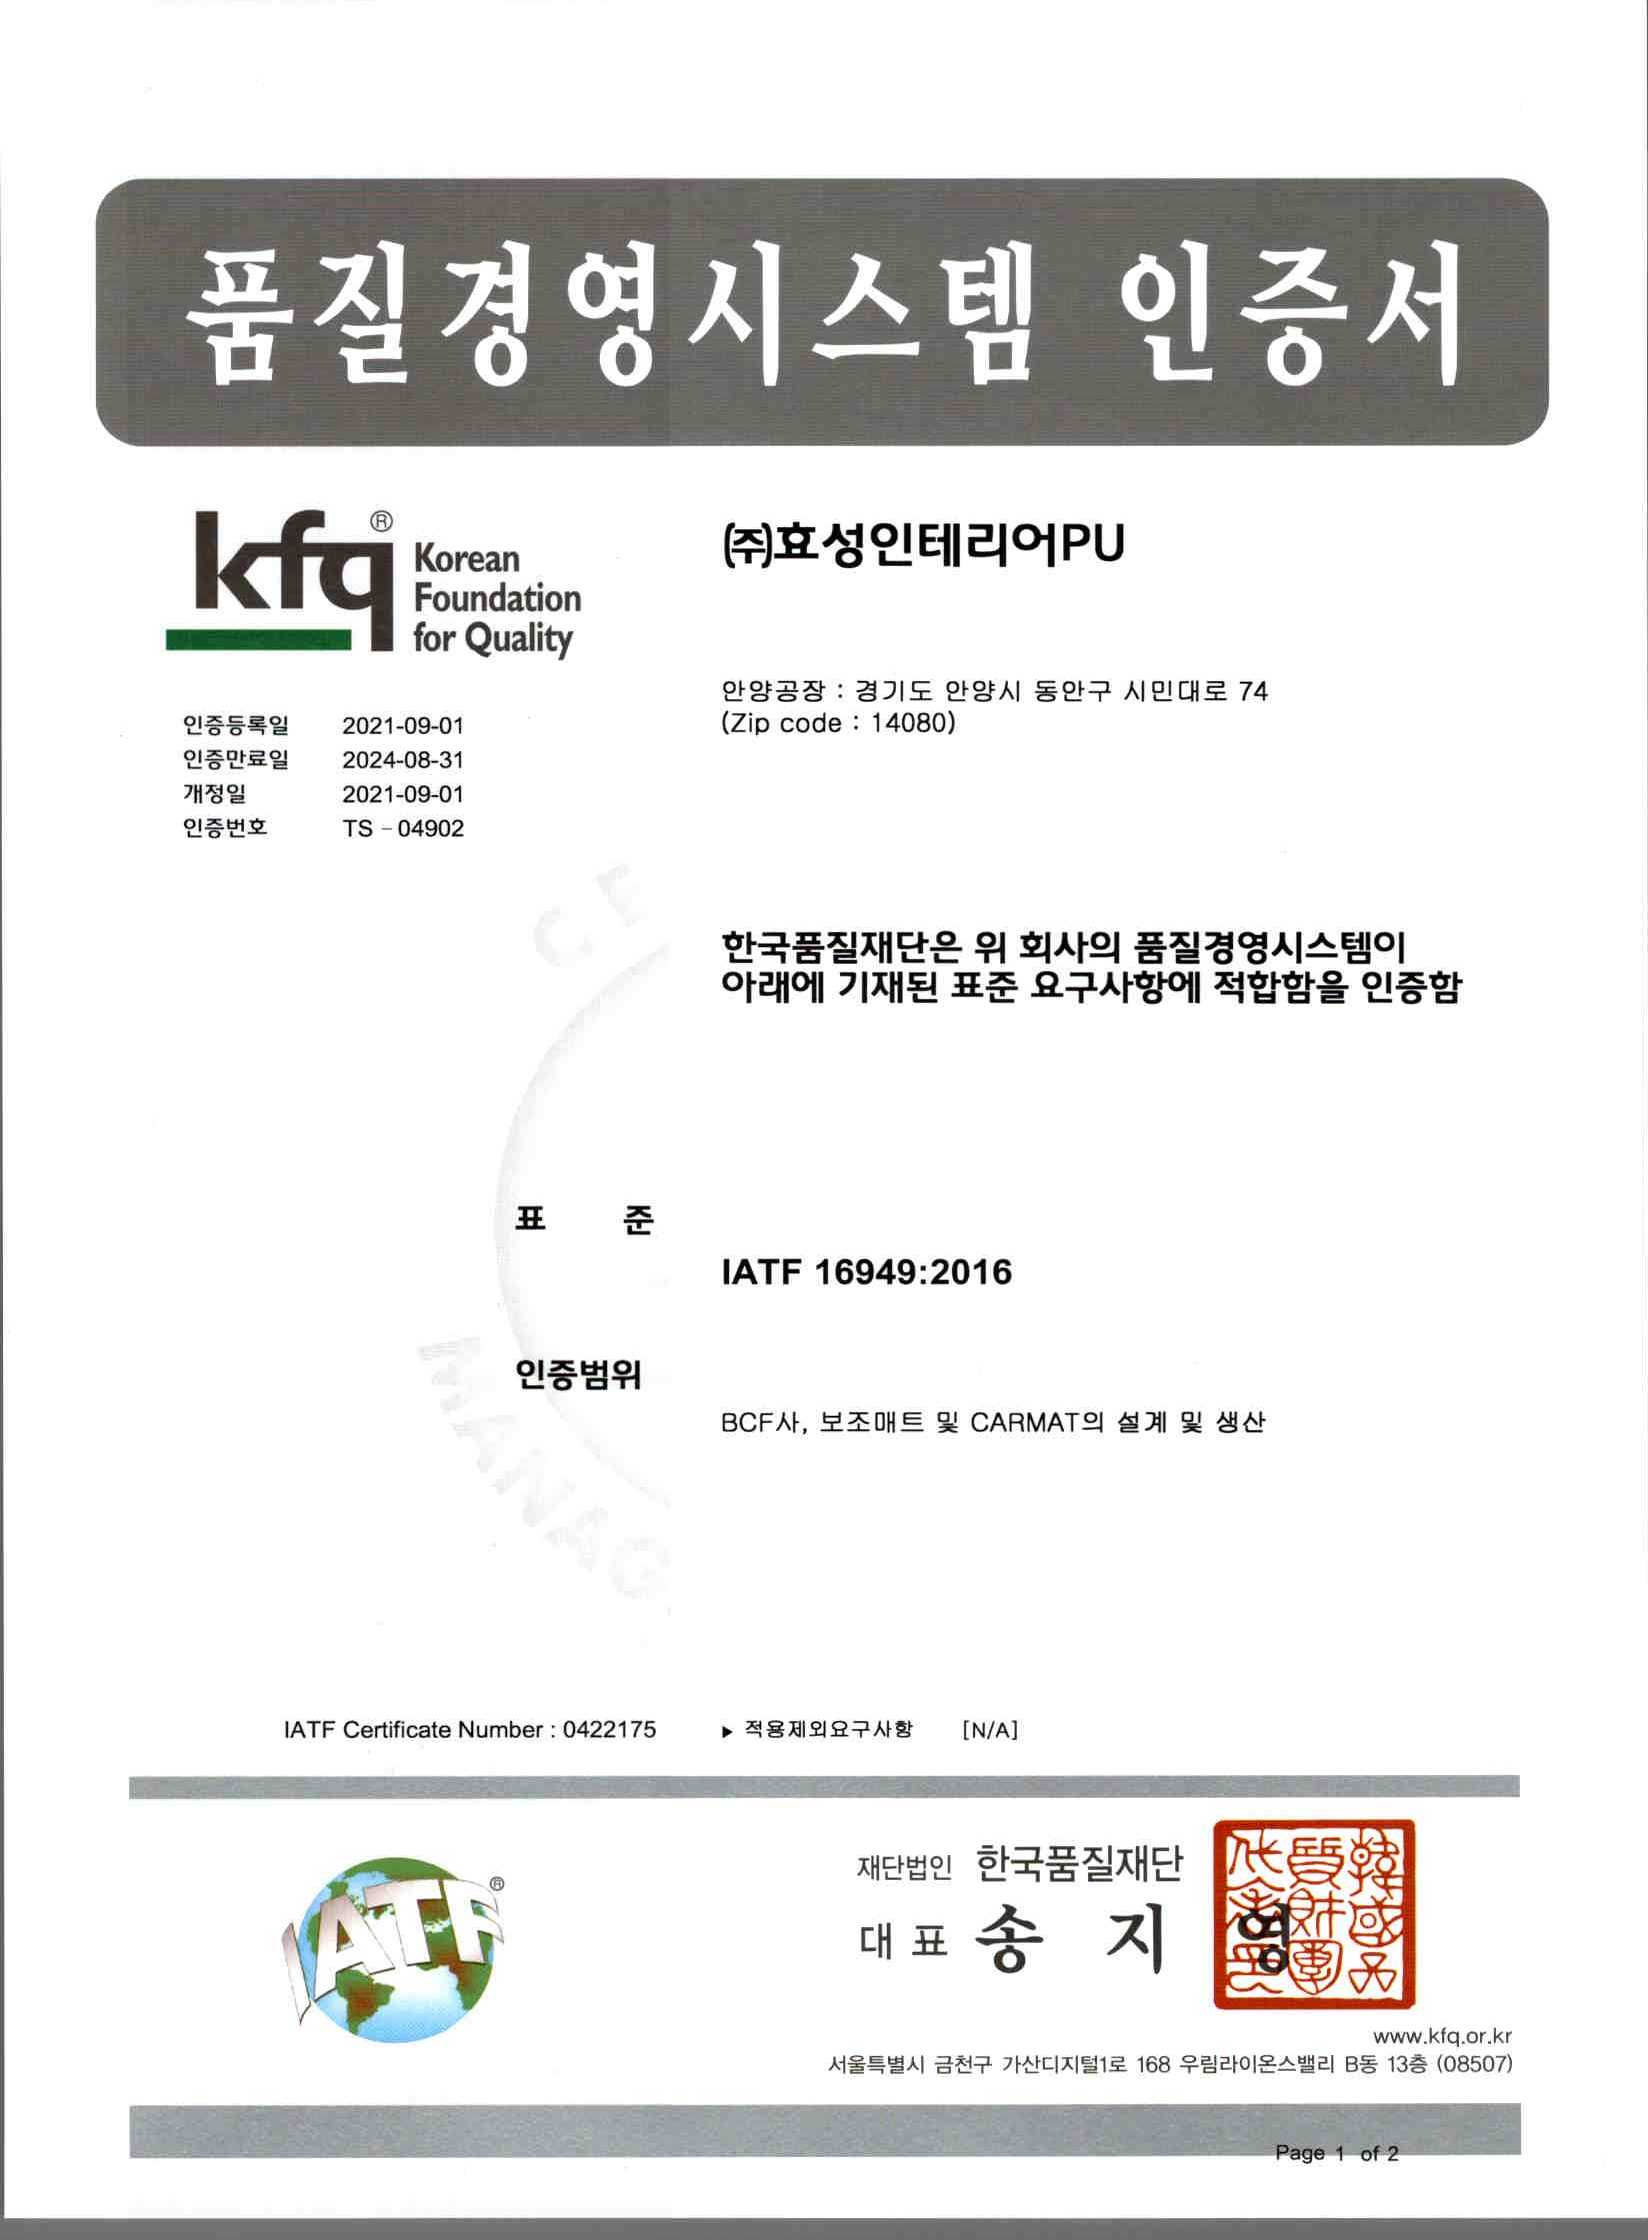 품질경영시스템 인증서
kfq®
Korean
Foundation
for Quality
㈜효성인테리어PU
안양공장 : 경기도 안양시 동안구 시민대로 74
(Zip code : 14080)
인증등록일 2021-09-01
인증만료일 2024-08-31
개정일 2021-09-01
인증번호 TS - 04902
한국품질재단은 위 회사의 품질경영시스템이
아래에 기재된 표준 요구사항에 적합함을 인증함
표 준
IATF 16949:2016
인증범위
BCF사, 보조매트 및 CARMAT의 설계 및 생산
CE
MANAG
IATF Certificate Number : 0422175 ▶ 적용제외요구사항 [N/A]
IATF®
재단법인 한국품질재단
대 표 송 지 영
www.kfq.or.kr
서울특별시 금천구 가산디지털1로 168 우림라이온스밸리 B동 13층 (08507)
Page 1 of 2